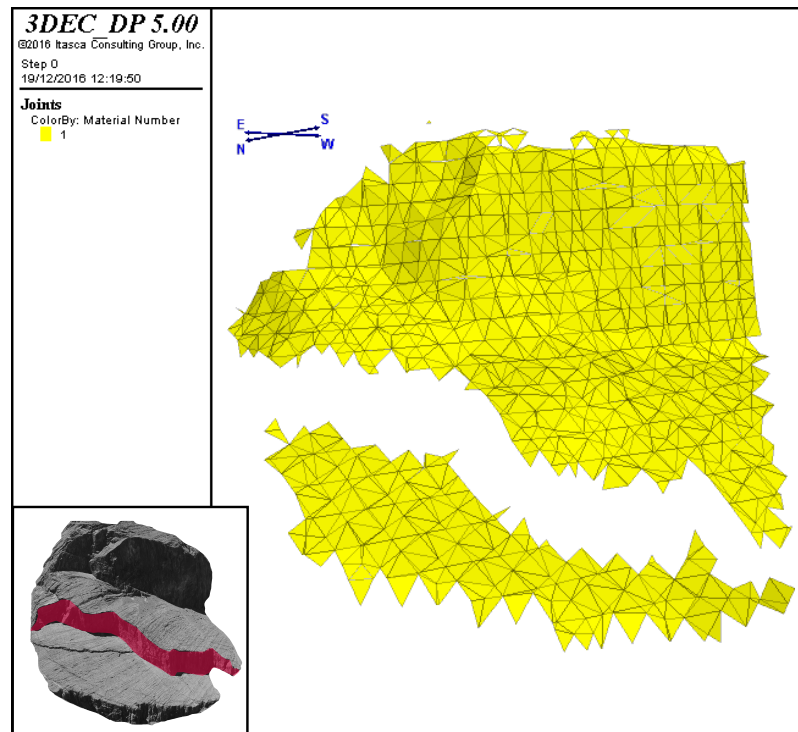 3DEC_DP 5.00
©2016 Itasca Consulting Group, Inc.
Step 0
19/12/2016 12:19:50
Joints
ColorBy: Material Number
1
E S
N W